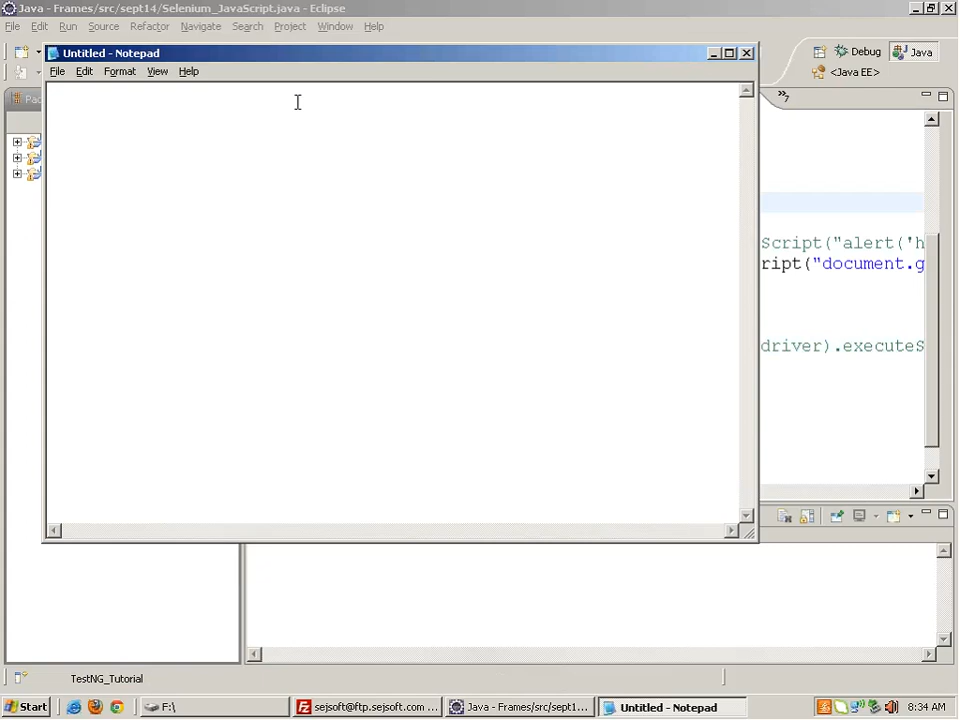 Java - Frames/src/sept14/Selenium_JavaScript.java - Eclipse
File Edit Run Source Refactor Navigate Search Project Window Help
Untitled - Notepad
File Edit Format View Help
Debug Java
<Java EE>
Pac
»7
Script("alert('h
ript("document.g
driver).executeS
TestNG_Tutorial
Start F:\ sejsoft@ftp.sejsoft.com ... Java - Frames/src/sept1... Untitled - Notepad 8:34 AM